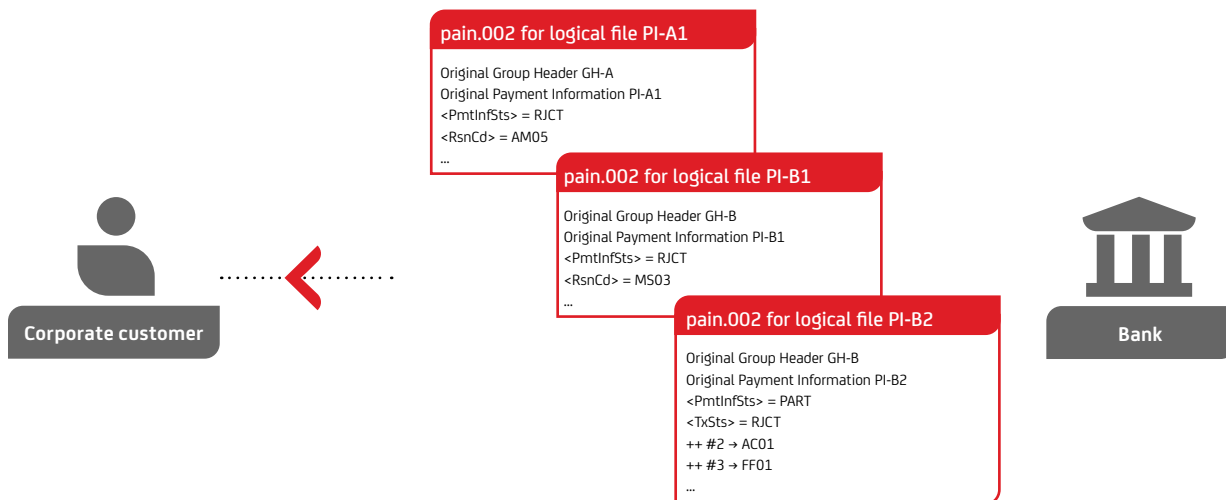 pain.002 for logical file PI-A1
Original Group Header GH-A
Original Payment Information PI-A1
<PmtInfSts> = RJCT
<RsnCd> = AM05
...
pain.002 for logical file PI-B1
Original Group Header GH-B
Original Payment Information PI-B1
<PmtInfSts> = RJCT
<RsnCd> = MS03
...
pain.002 for logical file PI-B2
Original Group Header GH-B
Original Payment Information PI-B2
<PmtInfSts> = PART
<TxSts> = RJCT
++ #2 → AC01
++ #3 → FF01
...
Corporate customer
Bank